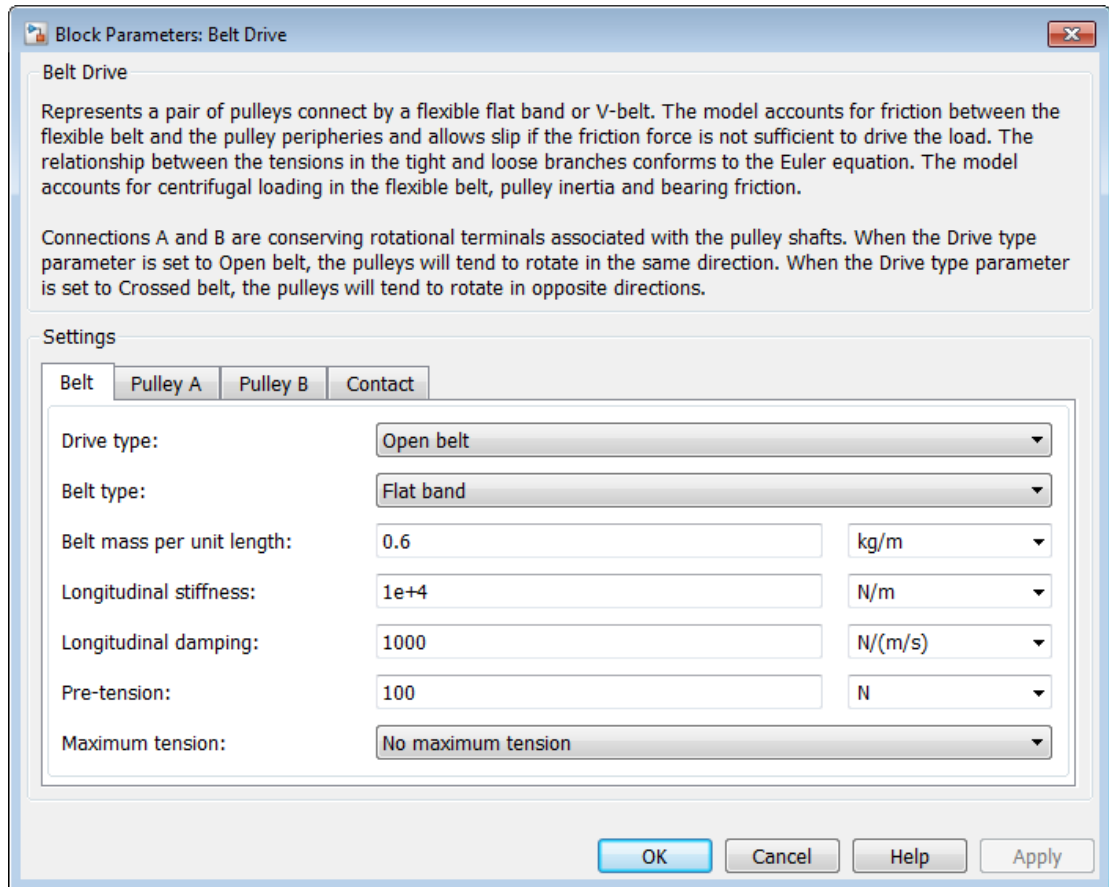 Block Parameters: Belt Drive
Belt Drive
Represents a pair of pulleys connect by a flexible flat band or V-belt. The model accounts for friction between the
flexible belt and the pulley peripheries and allows slip if the friction force is not sufficient to drive the load. The
relationship between the tensions in the tight and loose branches conforms to the Euler equation. The model
accounts for centrifugal loading in the flexible belt, pulley inertia and bearing friction.
Connections A and B are conserving rotational terminals associated with the pulley shafts. When the Drive type
parameter is set to Open belt, the pulleys will tend to rotate in the same direction. When the Drive type parameter
is set to Crossed belt, the pulleys will tend to rotate in opposite directions.
Settings
Belt Pulley A Pulley B Contact
Drive type: Open belt
Belt type: Flat band
Belt mass per unit length: 0.6 kg/m
Longitudinal stiffness: 1e+4 N/m
Longitudinal damping: 1000 N/(m/s)
Pre-tension: 100 N
Maximum tension: No maximum tension
OK Cancel Help Apply